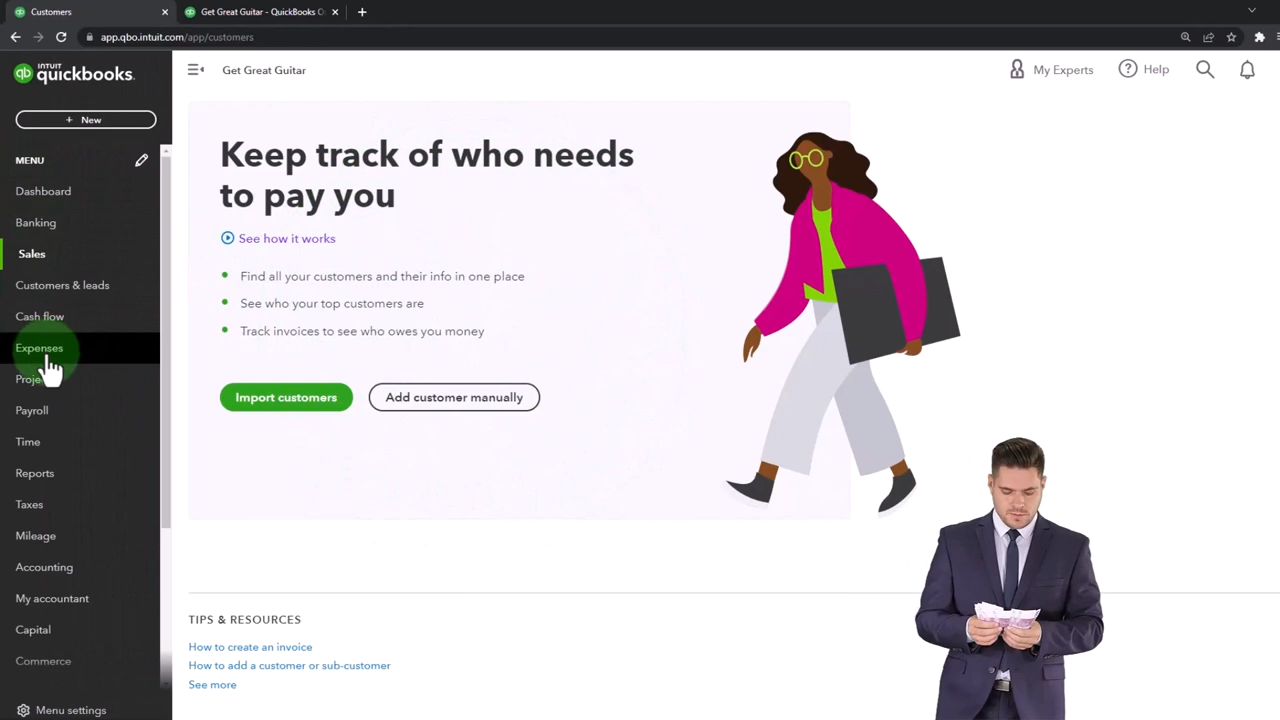 Customers
Get Great Guitar - QuickBooks O
app.qbo.intuit.com/app/customers
INTUIT
quickbooks.
Get Great Guitar
My Experts
Help
+ New
MENU
Dashboard
Banking
Sales
Customers & leads
Cash flow
Expenses
Proje
Payroll
Time
Reports
Taxes
Mileage
Accounting
My accountant
Capital
Commerce
Menu settings
Keep track of who needs
to pay you
See how it works
Find all your customers and their info in one place
See who your top customers are
Track invoices to see who owes you money
Import customers
Add customer manually
TIPS & RESOURCES
How to create an invoice
How to add a customer or sub-customer
See more